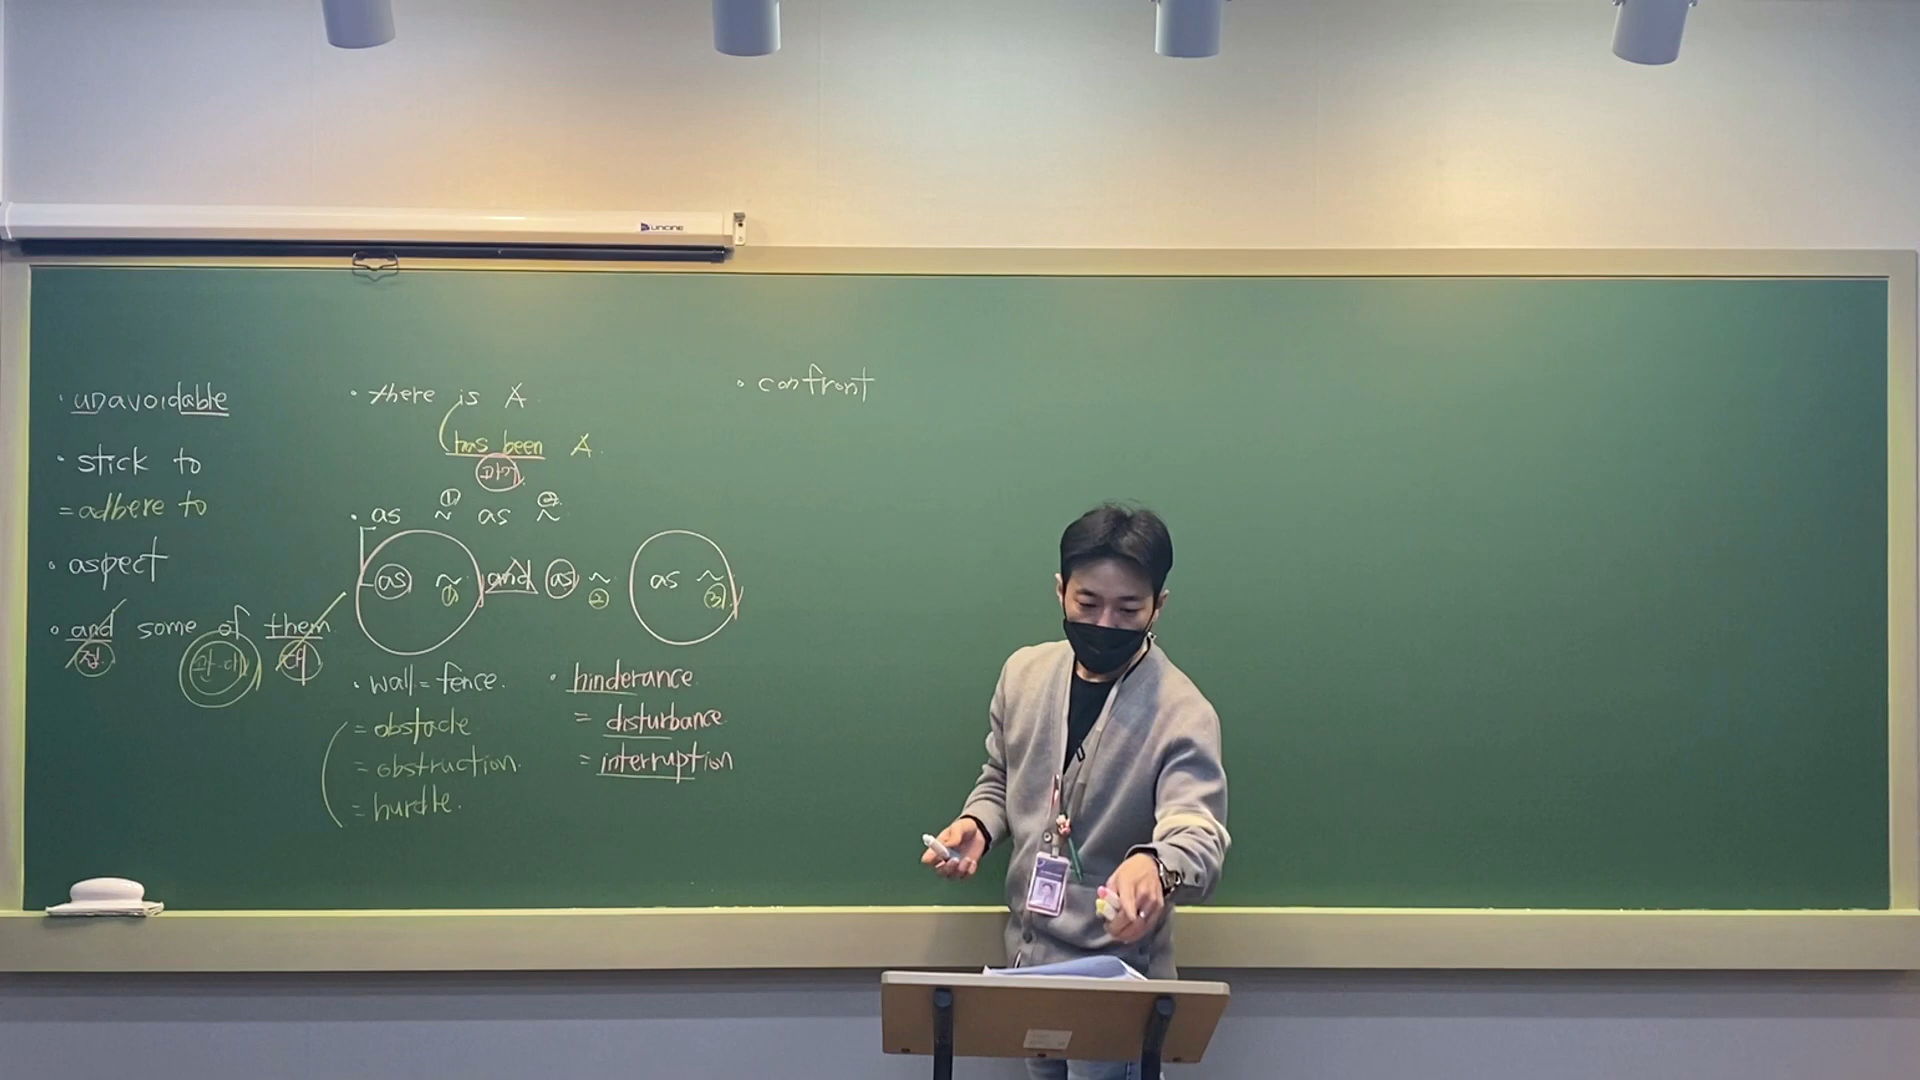 UNCINE
· unavoidable
· stick to
= adhere to
· aspect
· and some of them
접 관·대 대
· there is A.
has been A.
과거
· as ~ ① as ~ ②
as ~ ① and as ~ ② as ~ ③
· wall = fence.
= obstacle
= obstruction.
= hurdle.
· hinderance
= disturbance
= interruption
· confront